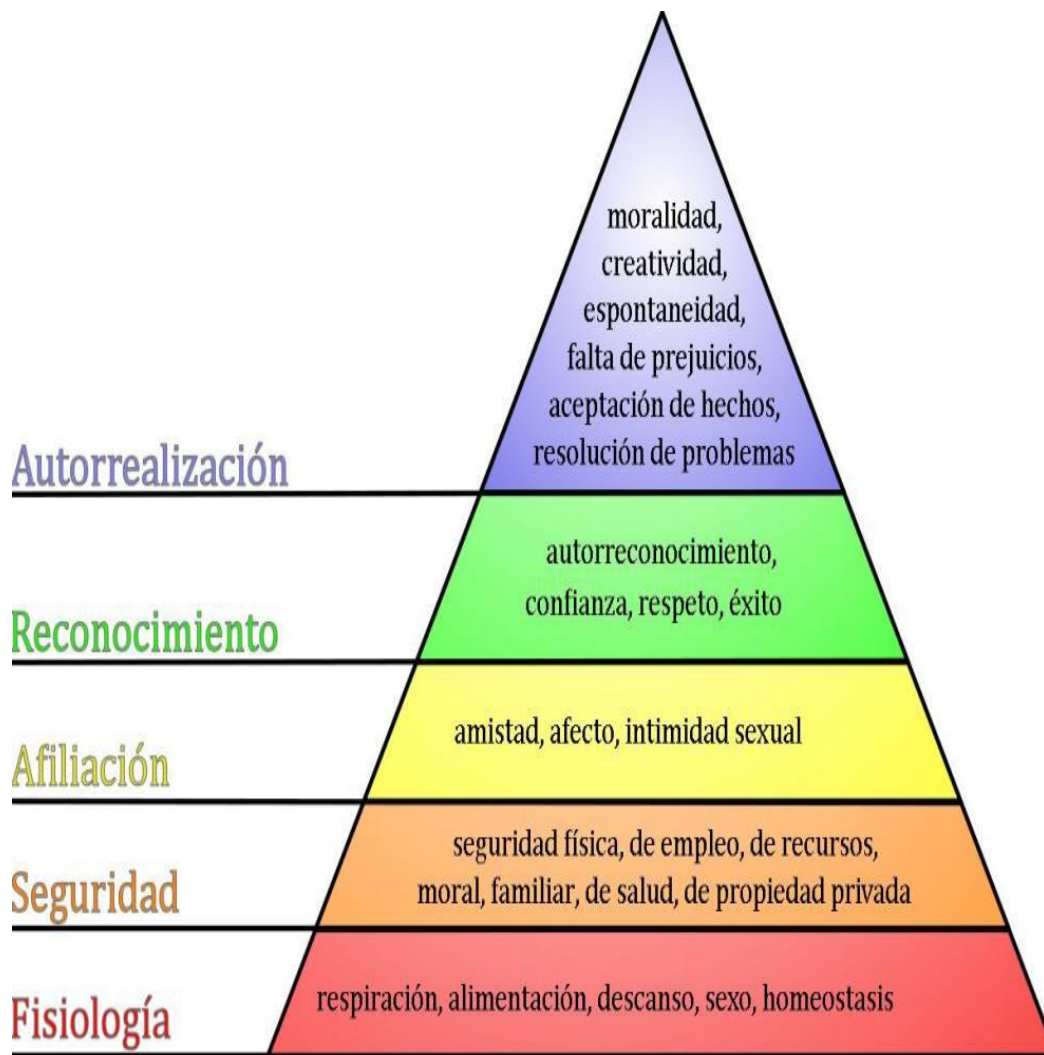 moralidad,
creatividad,
espontaneidad,
falta de prejuicios,
aceptación de hechos,
resolución de problemas
Autorrealización
autorreconocimiento,
confianza, respeto, éxito
Reconocimiento
amistad, afecto, intimidad sexual
Afiliación
seguridad física, de empleo, de recursos,
moral, familiar, de salud, de propiedad privada
Seguridad
respiración, alimentación, descanso, sexo, homeostasis
Fisiología